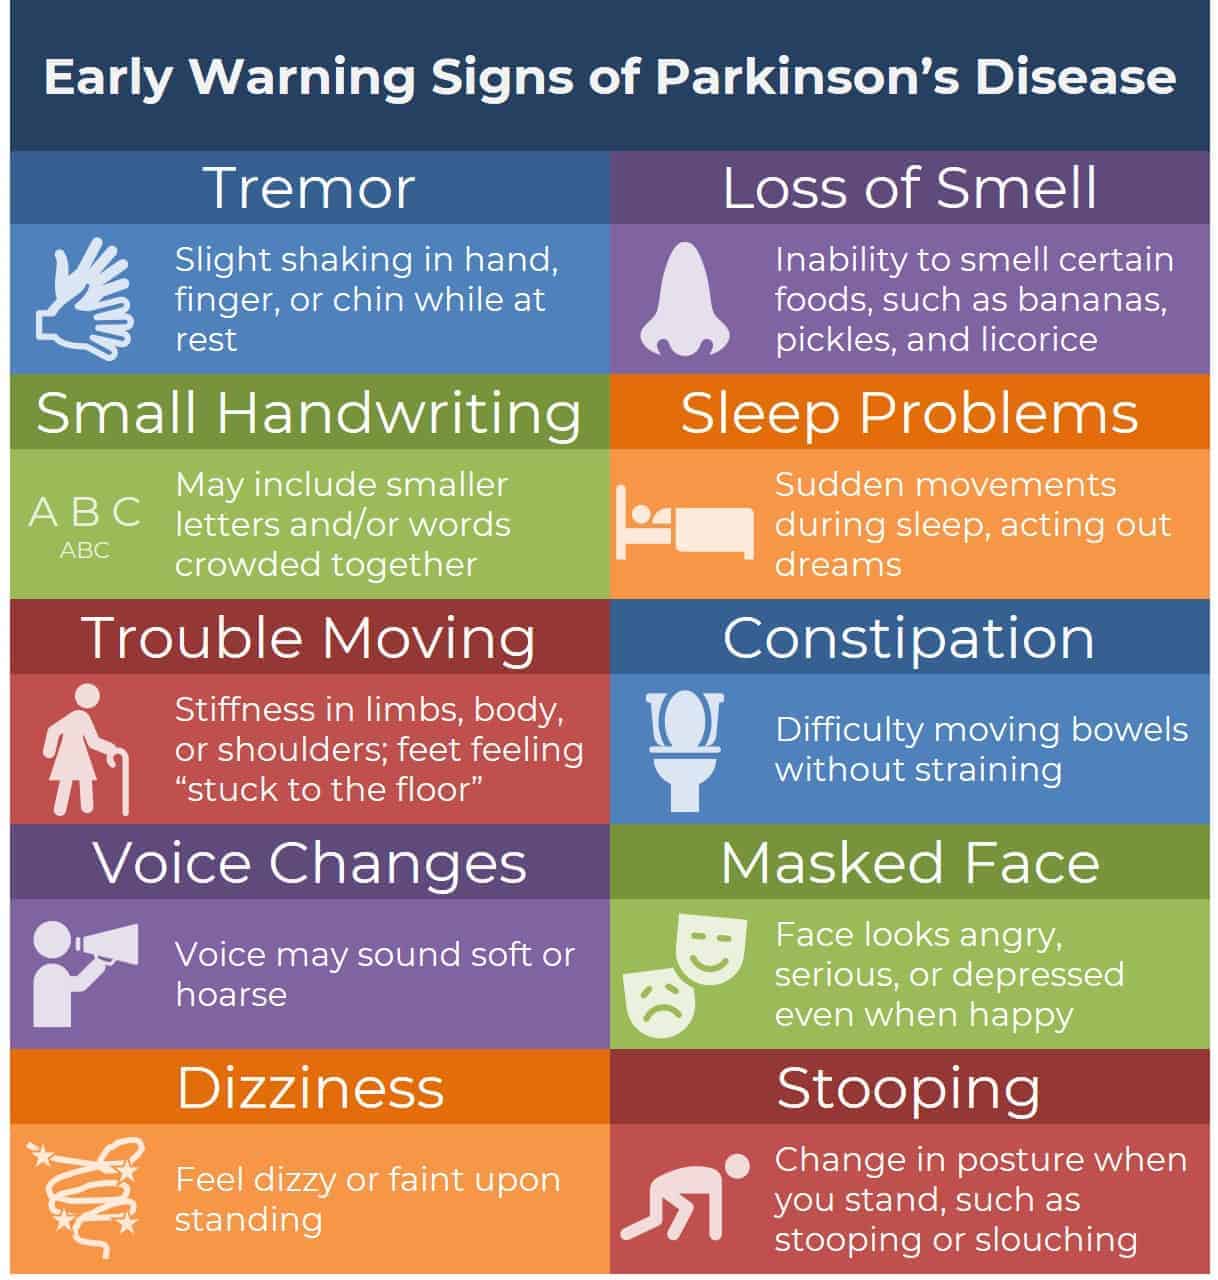 Early Warning Signs of Parkinson’s Disease
Tremor
Slight shaking in hand,
finger, or chin while at
rest
Loss of Smell
Inability to smell certain
foods, such as bananas,
pickles, and licorice
Small Handwriting
A B C
ABC
May include smaller
letters and/or words
crowded together
Sleep Problems
Sudden movements
during sleep, acting out
dreams
Trouble Moving
Stiffness in limbs, body,
or shoulders; feet feeling
“stuck to the floor”
Constipation
Difficulty moving bowels
without straining
Voice Changes
Voice may sound soft or
hoarse
Masked Face
Face looks angry,
serious, or depressed
even when happy
Dizziness
Feel dizzy or faint upon
standing
Stooping
Change in posture when
you stand, such as
stooping or slouching